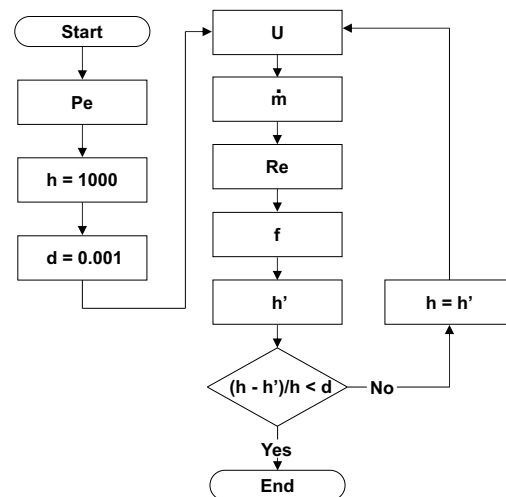 Start
Pe
h = 1000
d = 0.001
U
ṁ
Re
f
h’
(h - h’)/h < d
No
h = h’
Yes
End